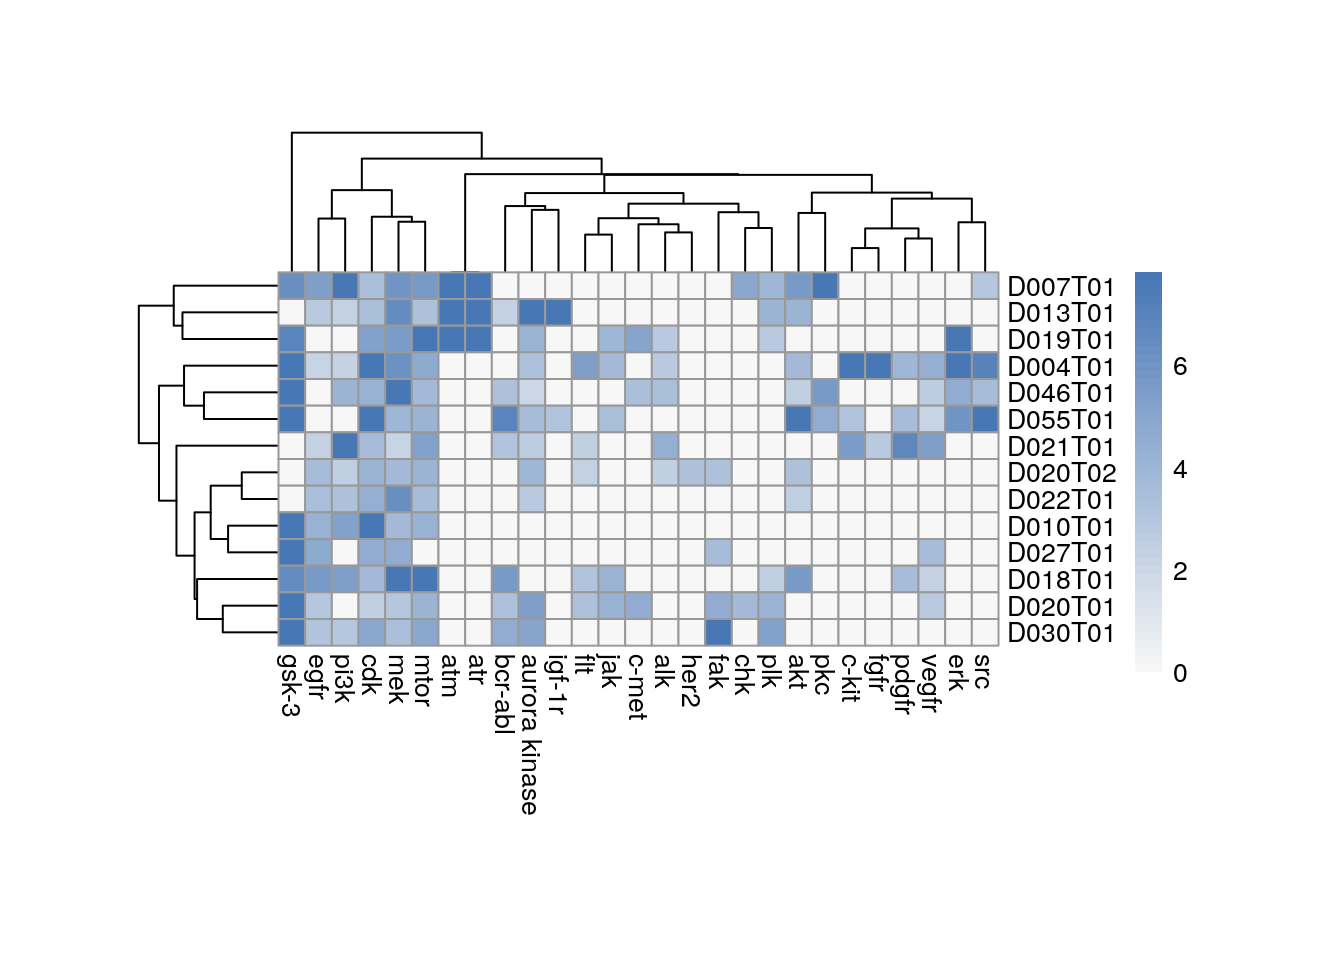 D007T01
D013T01
D019T01
D004T01
D046T01
D055T01
D021T01
D020T02
D022T01
D010T01
D027T01
D018T01
D020T01
D030T01
6
4
2
0
gsk-3
egfr
pi3k
cdk
mek
mtor
atm
atr
bcr-abl
aurora kinase
igf-1r
flt
jak
c-met
alk
her2
fak
chk
plk
akt
pkc
c-kit
fgfr
pdgfr
vegfr
erk
src